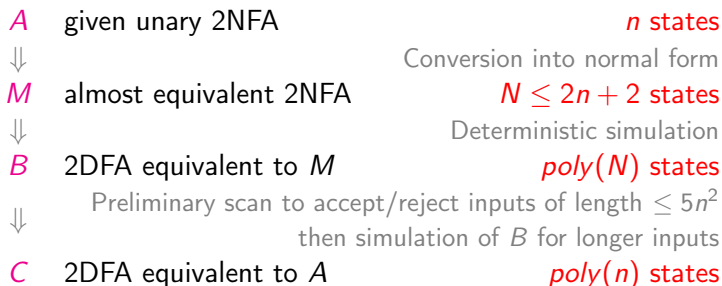 A given unary 2NFA n states
⇓ Conversion into normal form
M almost equivalent 2NFA N ≤ 2n + 2 states
⇓ Deterministic simulation
B 2DFA equivalent to M poly(N) states
Preliminary scan to accept/reject inputs of length ≤ 5n²
⇓ then simulation of B for longer inputs
C 2DFA equivalent to A poly(n) states